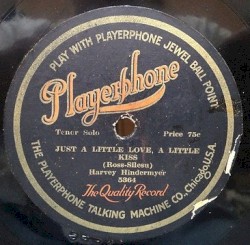 PLAY WITH PLAYERPHONE JEWEL BALL POINT
Playerphone
Tenor Solo Price 75c
JUST A LITTLE LOVE, A LITTLE
KISS
(Ross-Silesu)
Harvey Hindermyer
5364
The Quality Record
THE PLAYERPHONE TALKING MACHINE CO., Chicago, U.S.A.